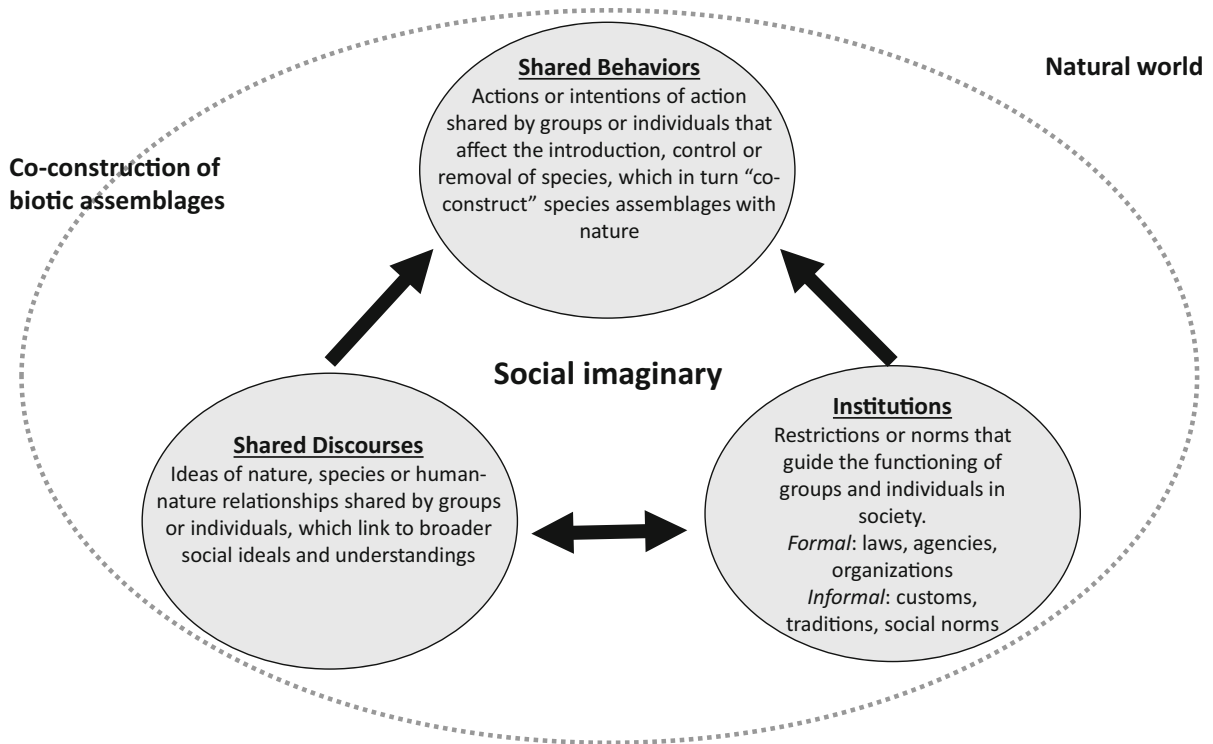 Natural world
Co-construction of
biotic assemblages
Shared Behaviors
Actions or intentions of action
shared by groups or individuals that
affect the introduction, control or
removal of species, which in turn “co-
construct” species assemblages with
nature
Social imaginary
Shared Discourses
Ideas of nature, species or human-
nature relationships shared by groups
or individuals, which link to broader
social ideals and understandings
Institutions
Restrictions or norms that
guide the functioning of
groups and individuals in
society.
Formal: laws, agencies,
organizations
Informal: customs,
traditions, social norms